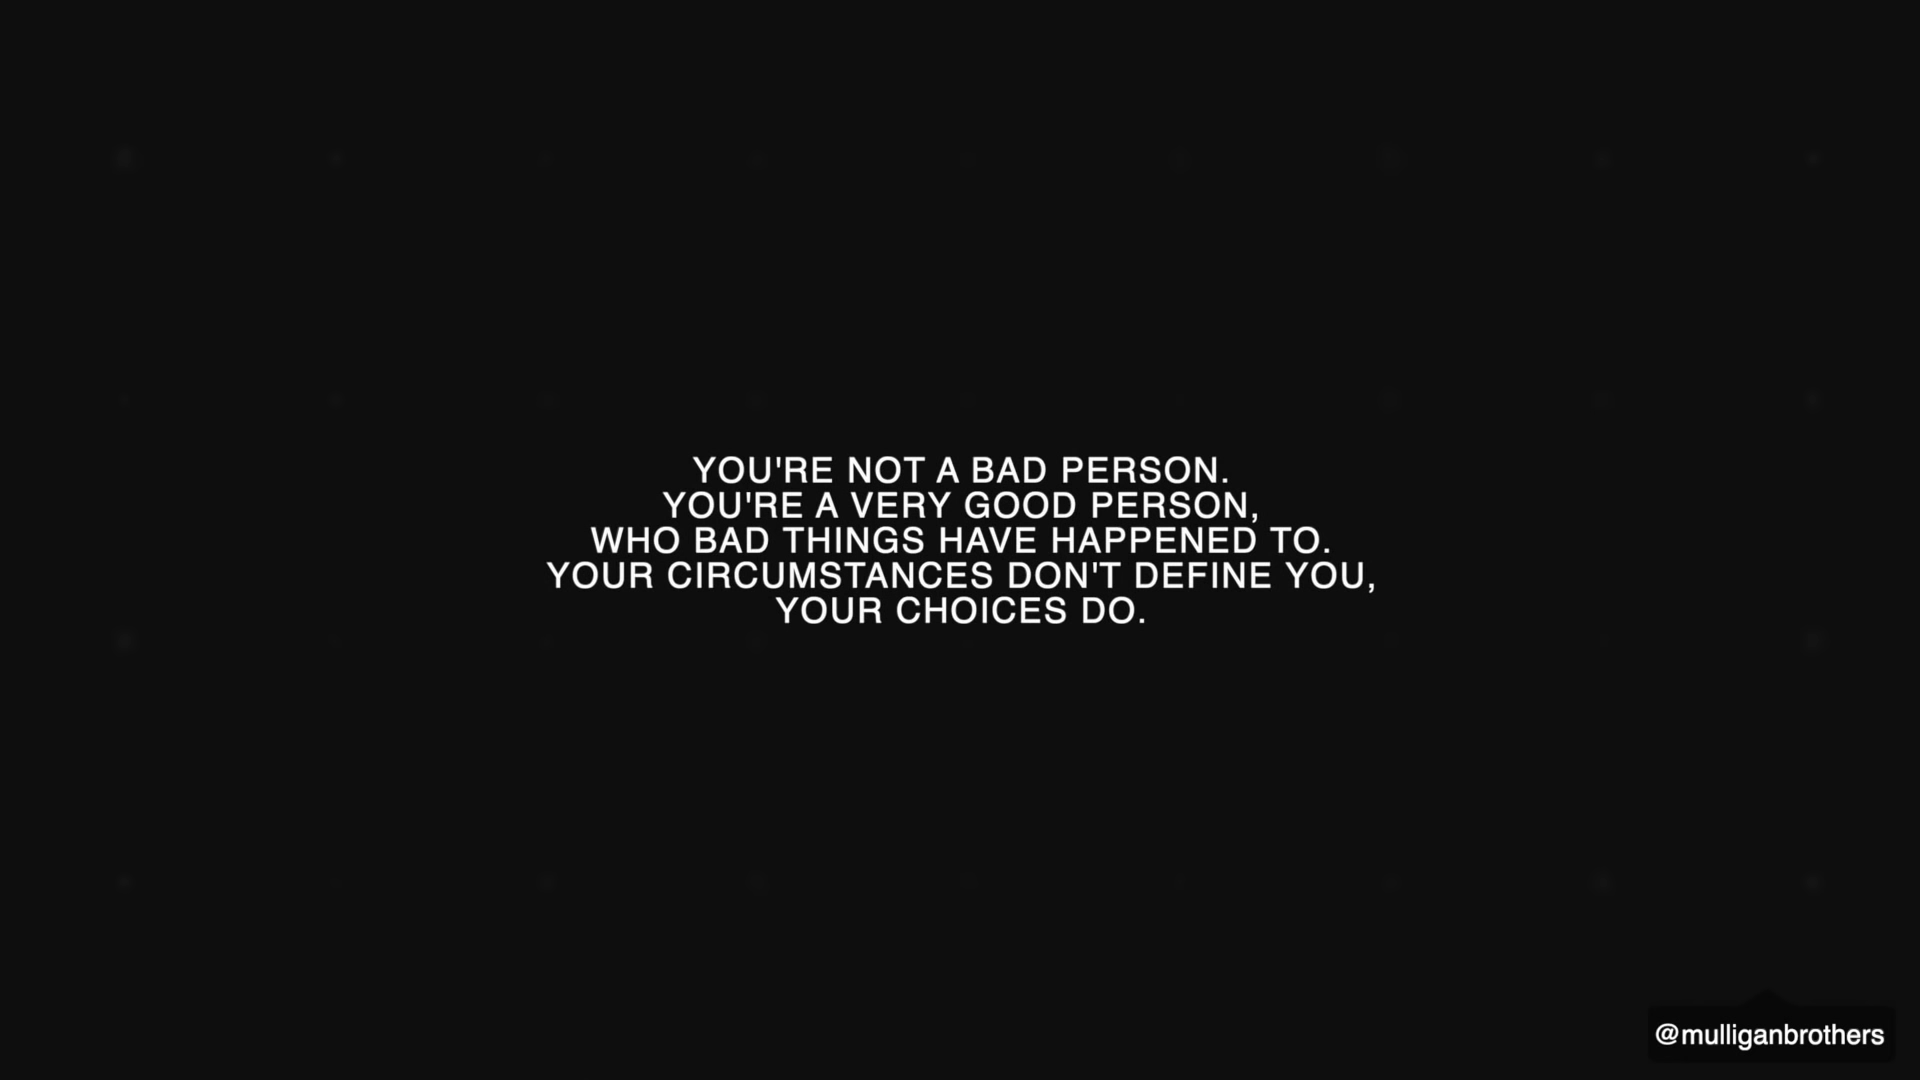 YOU'RE NOT A BAD PERSON.
YOU'RE A VERY GOOD PERSON,
WHO BAD THINGS HAVE HAPPENED TO.
YOUR CIRCUMSTANCES DON'T DEFINE YOU,
YOUR CHOICES DO.
@mulliganbrothers